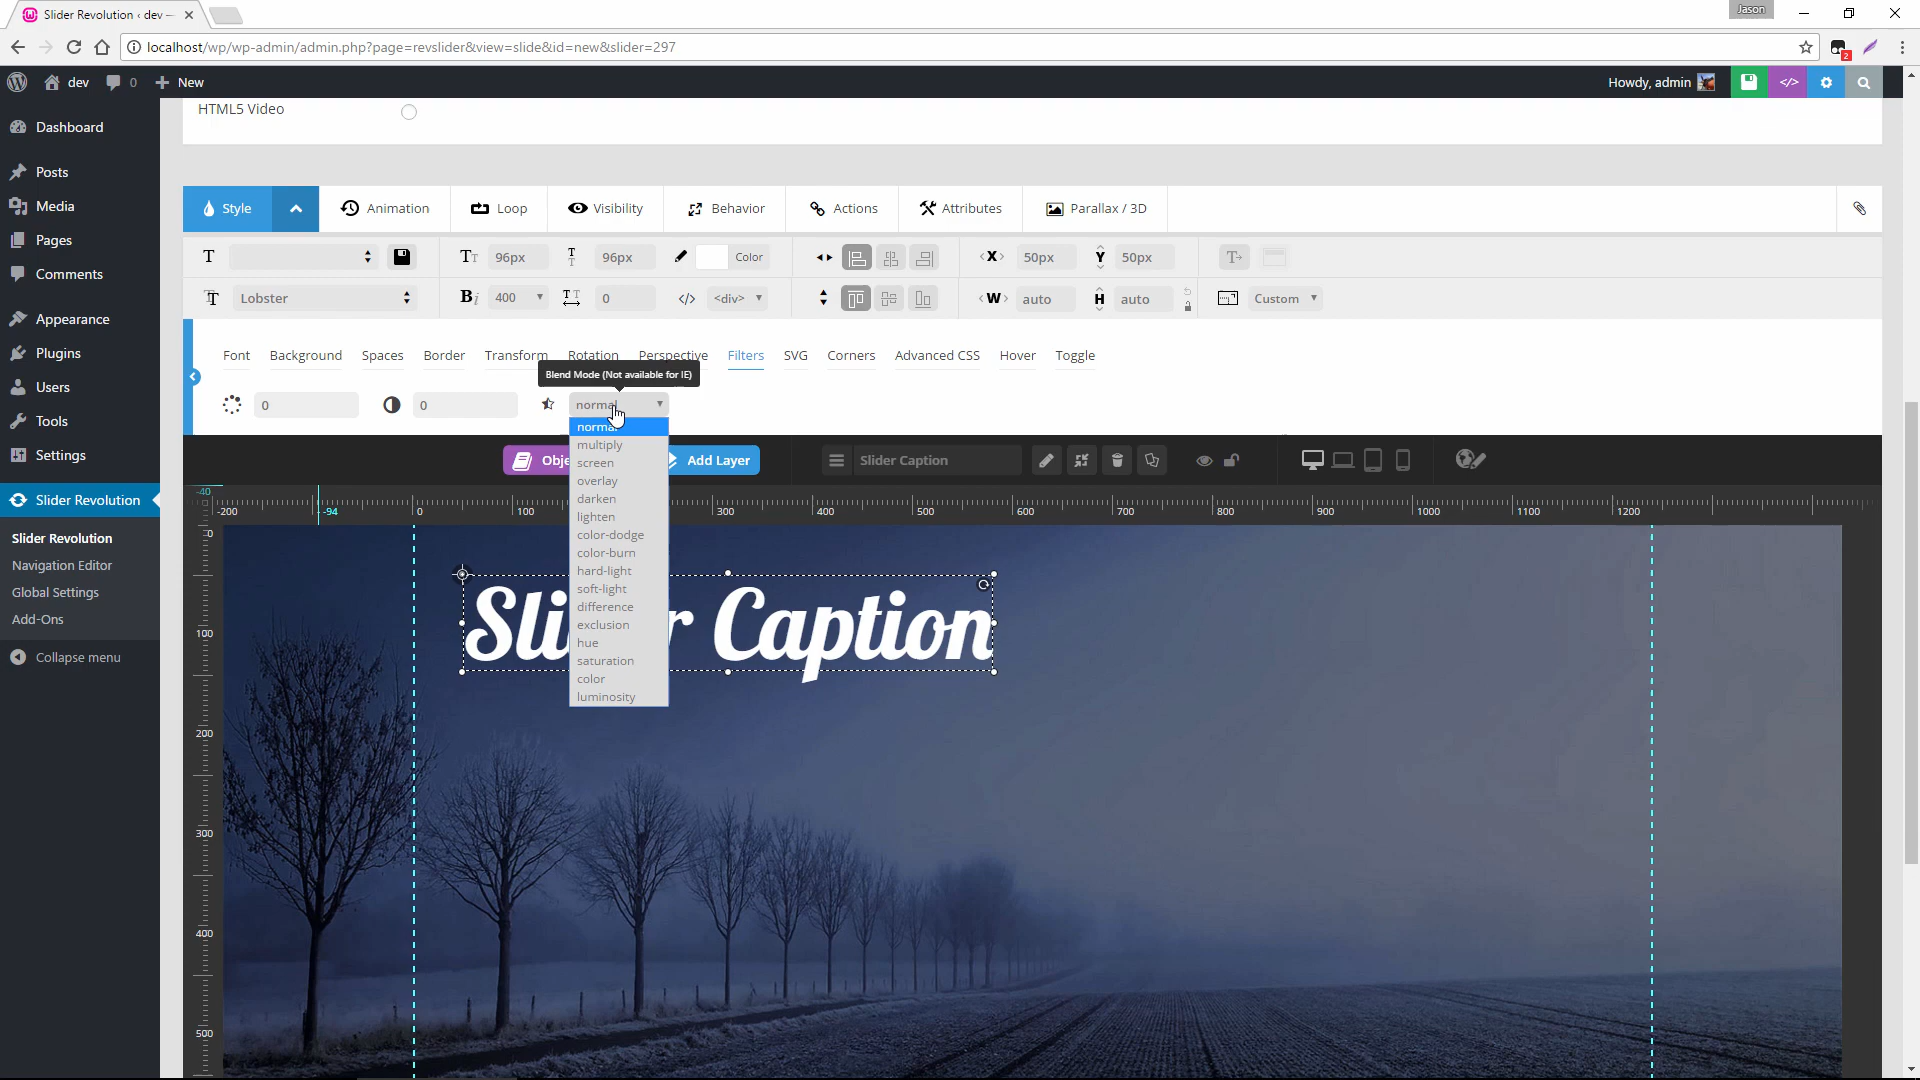 Slider Revolution ‹ dev —
Jason
localhost/wp/wp-admin/admin.php?page=revslider&view=slide&id=new&slider=297
2
dev
0
New
Howdy, admin
Dashboard
Posts
Media
Pages
Comments
Appearance
Plugins
Users
Tools
Settings
Slider Revolution
Slider Revolution
Navigation Editor
Global Settings
Add-Ons
Collapse menu
HTML5 Video
Style
Animation
Loop
Visibility
Behavior
Actions
Attributes
Parallax / 3D
96px
96px
Color
X
50px
Y
50px
Lobster
400
0
<div>
W
auto
H
auto
Custom
Font
Background
Spaces
Border
Transform
Rotation
Perspective
Filters
SVG
Corners
Advanced CSS
Hover
Toggle
Blend Mode (Not available for IE)
0
0
normal
normal
multiply
screen
overlay
darken
lighten
color-dodge
color-burn
hard-light
soft-light
difference
exclusion
hue
saturation
color
luminosity
Add Layer
Slider Caption
-40
-200
-94
0
100
300
400
500
600
700
800
900
1000
1100
1200
0
100
200
300
400
500
Slider Caption